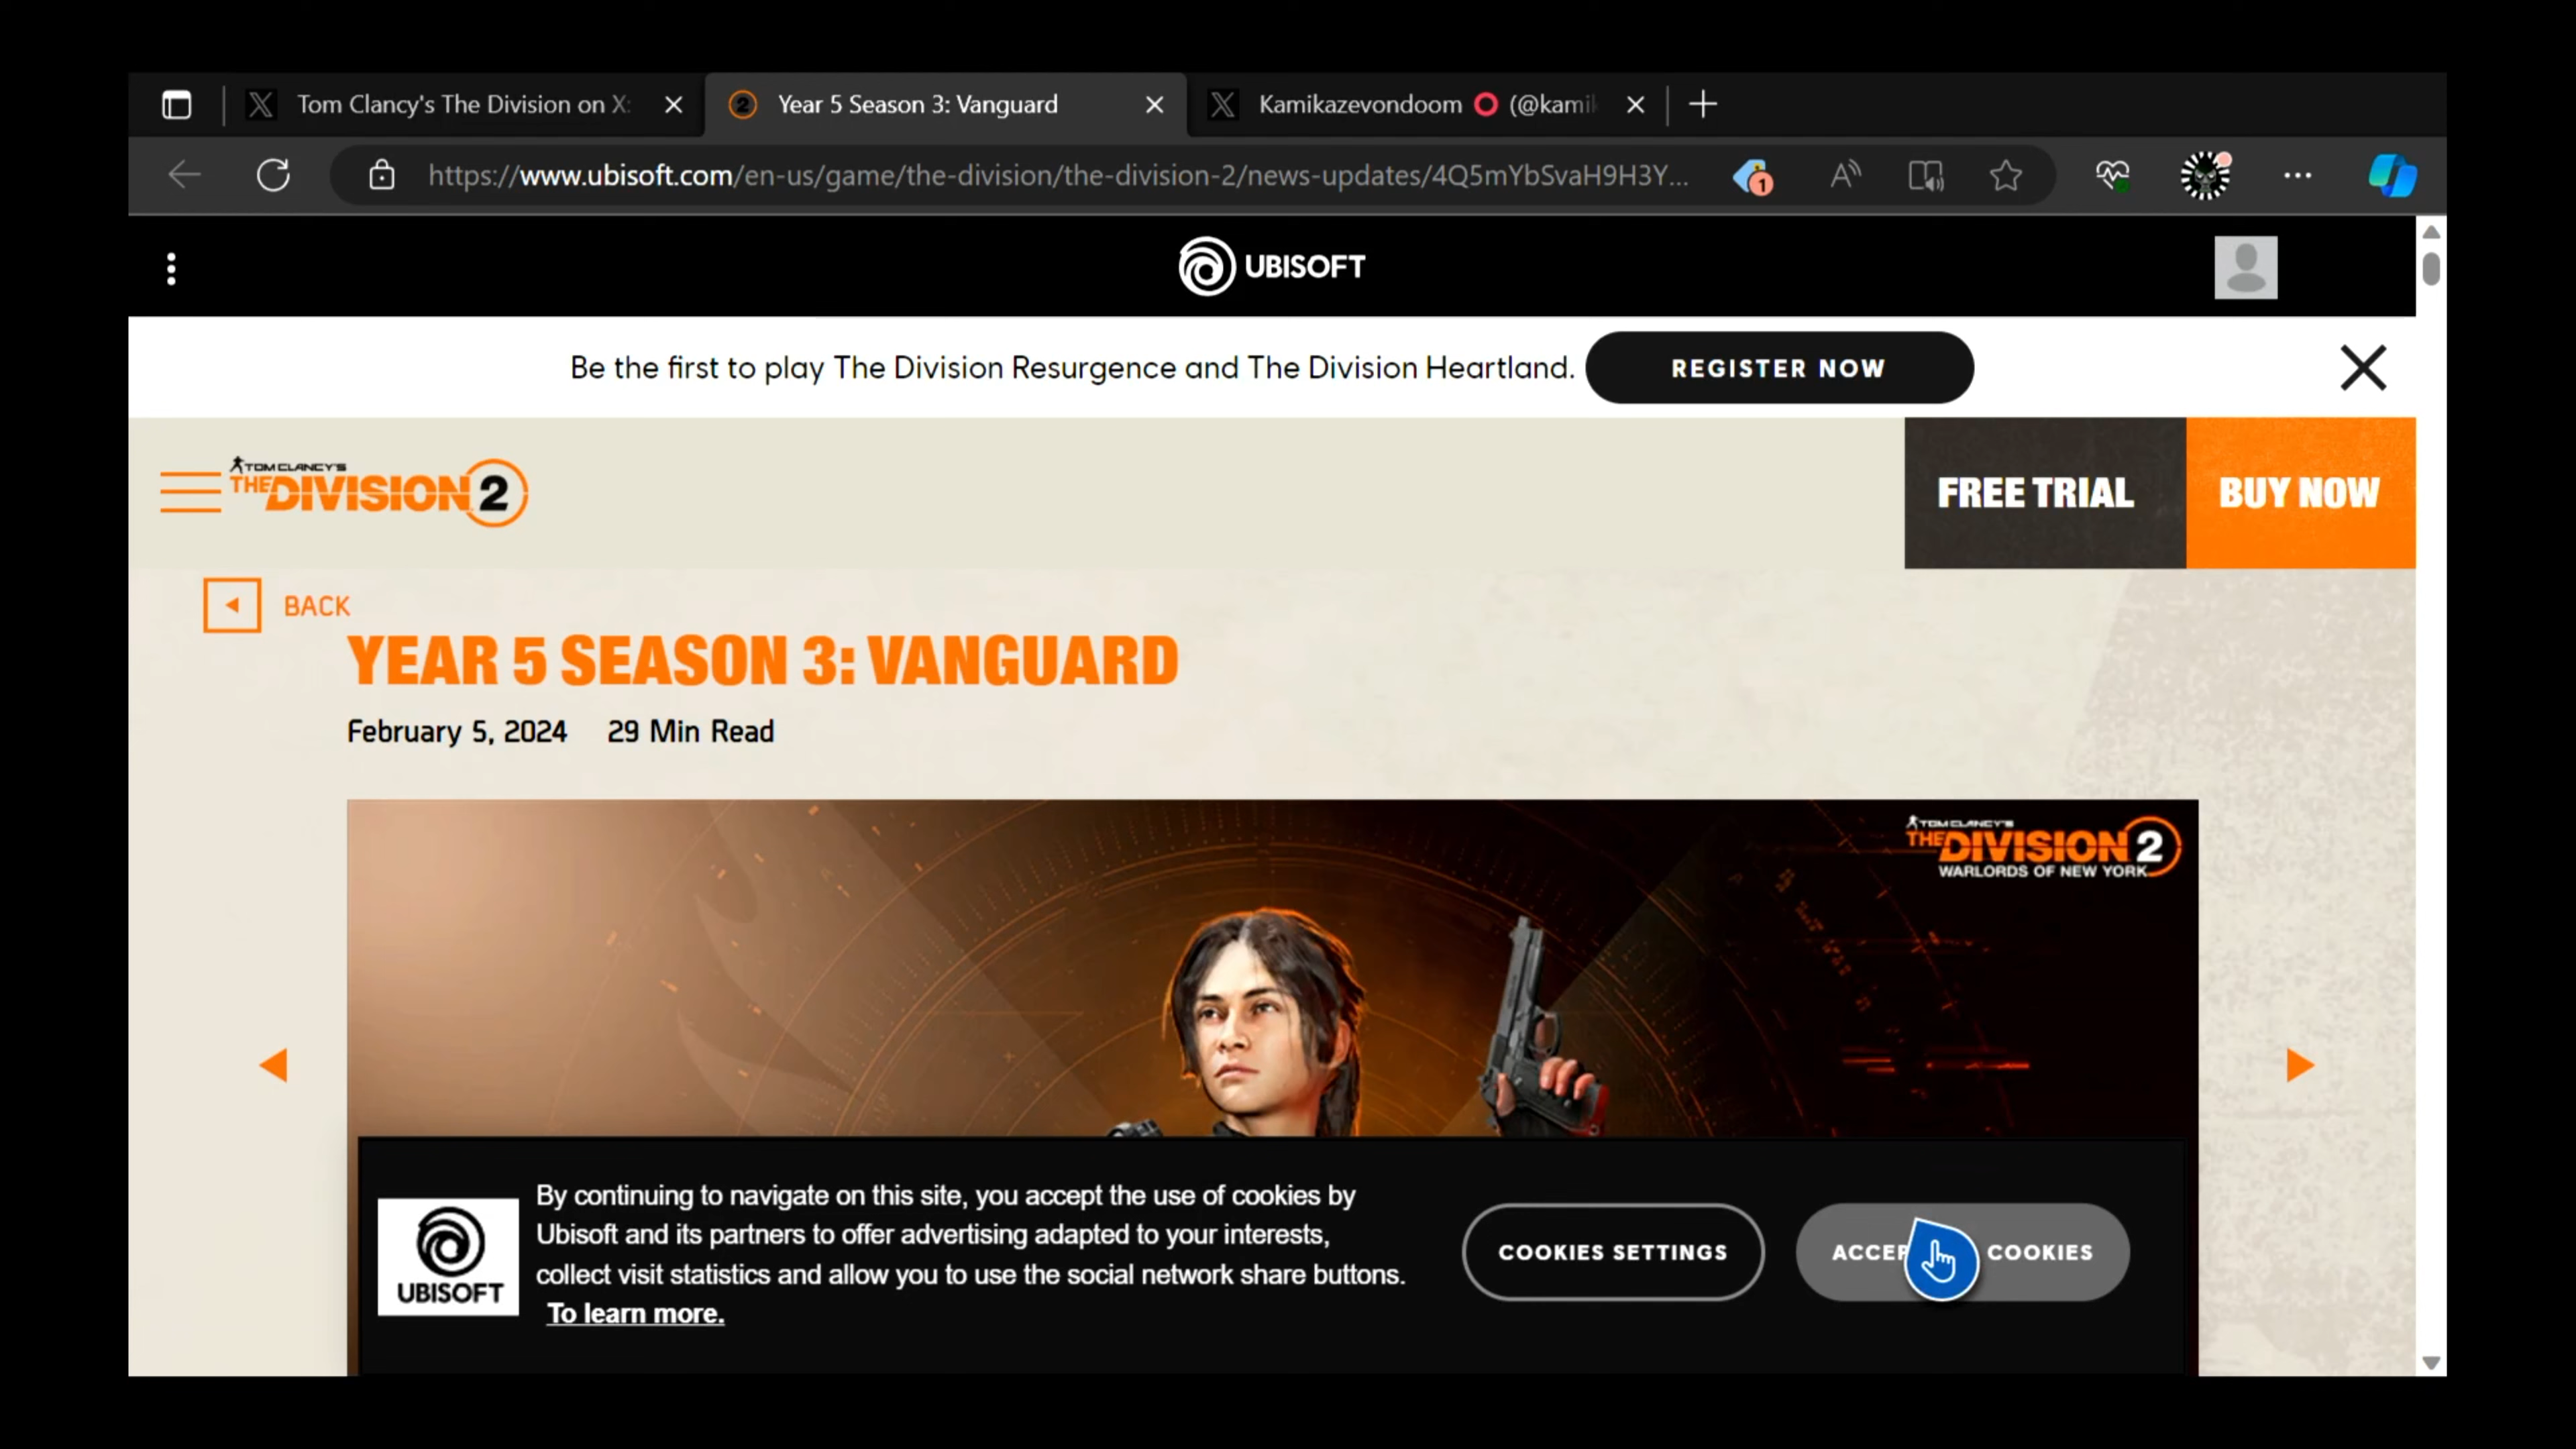 Tom Clancy's The Division on X:
Year 5 Season 3: Vanguard
Kamikazevondoom ⭕ (@kami
https://www.ubisoft.com/en-us/game/the-division/the-division-2/news-updates/4Q5mYbSvaH9H3Y...
1
UBISOFT
Be the first to play The Division Resurgence and The Division Heartland.
REGISTER NOW
TOM CLANCY'S
THE DIVISION 2
FREE TRIAL
BUY NOW
BACK
YEAR 5 SEASON 3: VANGUARD
February 5, 2024 29 Min Read
TOM CLANCY'S
THE DIVISION 2
WARLORDS OF NEW YORK
By continuing to navigate on this site, you accept the use of cookies by
Ubisoft and its partners to offer advertising adapted to your interests,
collect visit statistics and allow you to use the social network share buttons.
To learn more.
UBISOFT
COOKIES SETTINGS
COOKIES